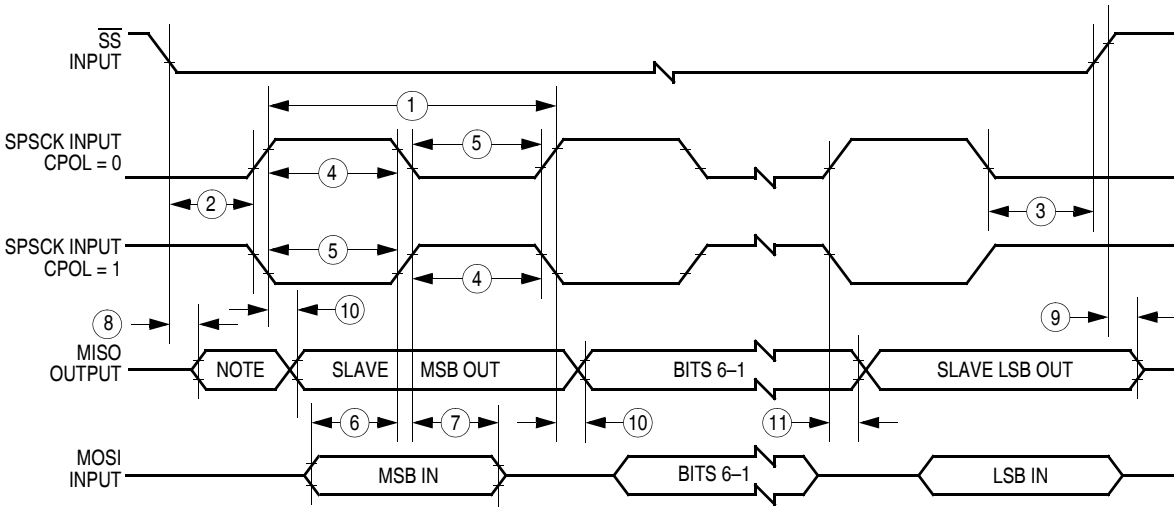 SS
INPUT
1
SPSCK INPUT
CPOL = 0
5
4
2
3
SPSCK INPUT
CPOL = 1
5
4
8
10
9
MISO
OUTPUT
NOTE
SLAVE MSB OUT
BITS 6–1
SLAVE LSB OUT
6
7
10
11
MOSI
INPUT
MSB IN
BITS 6–1
LSB IN